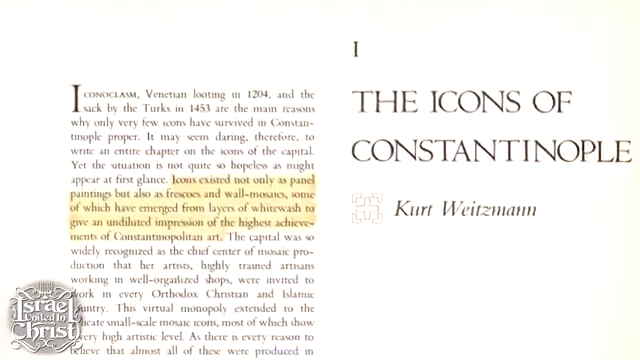 ICONOCLASM, Venetian looting in 1204, and the
sack by the Turks in 1453 are the main reasons
why only very few icons have survived in Constan-
tinople proper. It may seem daring, therefore, to
write an entire chapter on the icons of the capital.
Yet the situation is not quite so hopeless as might
appear at first glance. Icons existed not only as panel
paintings but also as frescoes and wall-mosaics, some
of which have emerged from layers of whitewash to
give an undiluted impression of the highest achieve-
ments of Constantinopolitan art. The capital was so
widely recognized as the chief center of mosaic pro-
duction that her artists, highly trained artisans
working in well-organized shops, were invited to
work in every Orthodox Christian and Islamic
country. This virtual monopoly extended to the
delicate small-scale mosaic icons, most of which show
very high artistic level. As there is every reason to
believe that almost all of these were produced in
I
THE ICONS OF
CONSTANTINOPLE
Kurt Weitzmann
Israel
United In
Christ